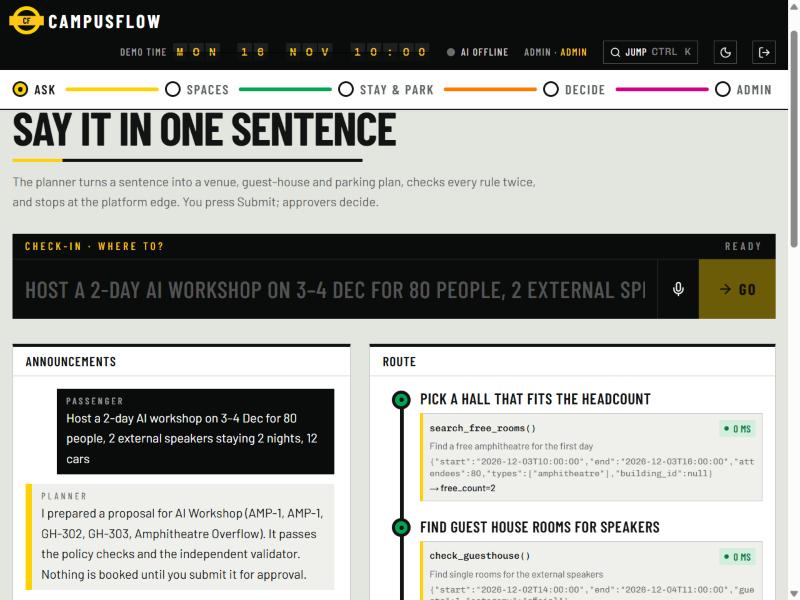 CF CAMPUSFLOW
DEMO TIME MON 16 NOV 10:00 AI OFFLINE ADMIN · ADMIN JUMP CTRL K
ASK SPACES STAY & PARK DECIDE ADMIN
SAY IT IN ONE SENTENCE
The planner turns a sentence into a venue, guest-house and parking plan, checks every rule twice,
and stops at the platform edge. You press Submit; approvers decide.
CHECK-IN · WHERE TO? READY
HOST A 2-DAY AI WORKSHOP ON 3–4 DEC FOR 80 PEOPLE, 2 EXTERNAL SPE
→ GO
ANNOUNCEMENTS
PASSENGER
Host a 2-day AI workshop on 3–4 Dec for 80
people, 2 external speakers staying 2 nights, 12
cars
PLANNER
I prepared a proposal for AI Workshop (AMP-1, AMP-1,
GH-302, GH-303, Amphitheatre Overflow). It passes
the policy checks and the independent validator.
Nothing is booked until you submit it for approval.
ROUTE
PICK A HALL THAT FITS THE HEADCOUNT
search_free_rooms() 0 MS
Find a free amphitheatre for the first day
{"start":"2026-12-03T10:00:00","end":"2026-12-03T16:00:00","att
endees":80,"types":["amphitheatre"],"building_id":null}
→ free_count=2
FIND GUEST HOUSE ROOMS FOR SPEAKERS
check_guesthouse() 0 MS
Find single rooms for the external speakers
{"start":"2026-12-02T14:00:00","end":"2026-12-04T11:00:00","gue